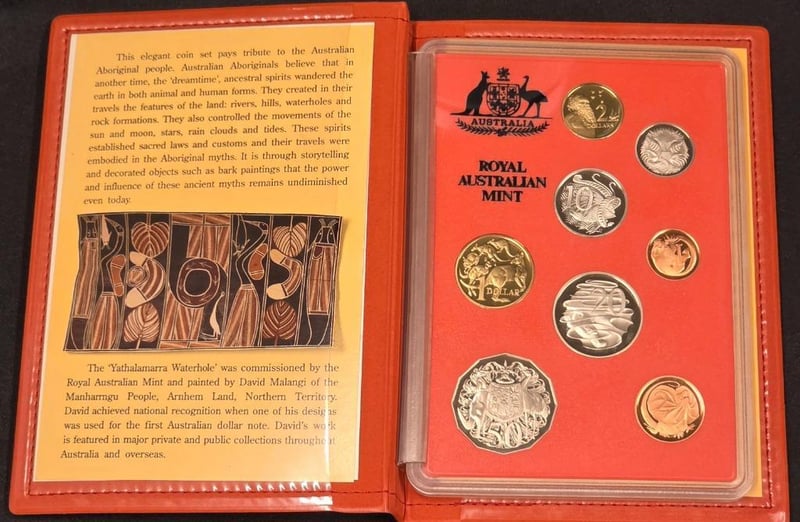 This elegant coin set pays tribute to the Australian
Aboriginal people. Australian Aboriginals believe that in
another time, the 'dreamtime', ancestral spirits wandered the
earth in both animal and human forms. They created in their
travels the features of the land: rivers, hills, waterholes and
rock formations. They also controlled the movements of the
sun and moon, stars, rain clouds and tides. These spirits
established sacred laws and customs and their travels were
embodied in the Aboriginal myths. It is through storytelling
and decorated objects such as bark paintings that the power
and influence of these ancient myths remains undiminished
even today.
The 'Yathalamarra Waterhole' was commissioned by the
Royal Australian Mint and painted by David Malangi of the
Manharrngu People, Arnhem Land, Northern Territory.
David achieved national recognition when one of his designs
was used for the first Australian dollar note. David's work
is featured in major private and public collections throughout
Australia and overseas.
AUSTRALIA
ROYAL
AUSTRALIAN
MINT
2
DOLLARS
10
1
DOLLAR
20
50